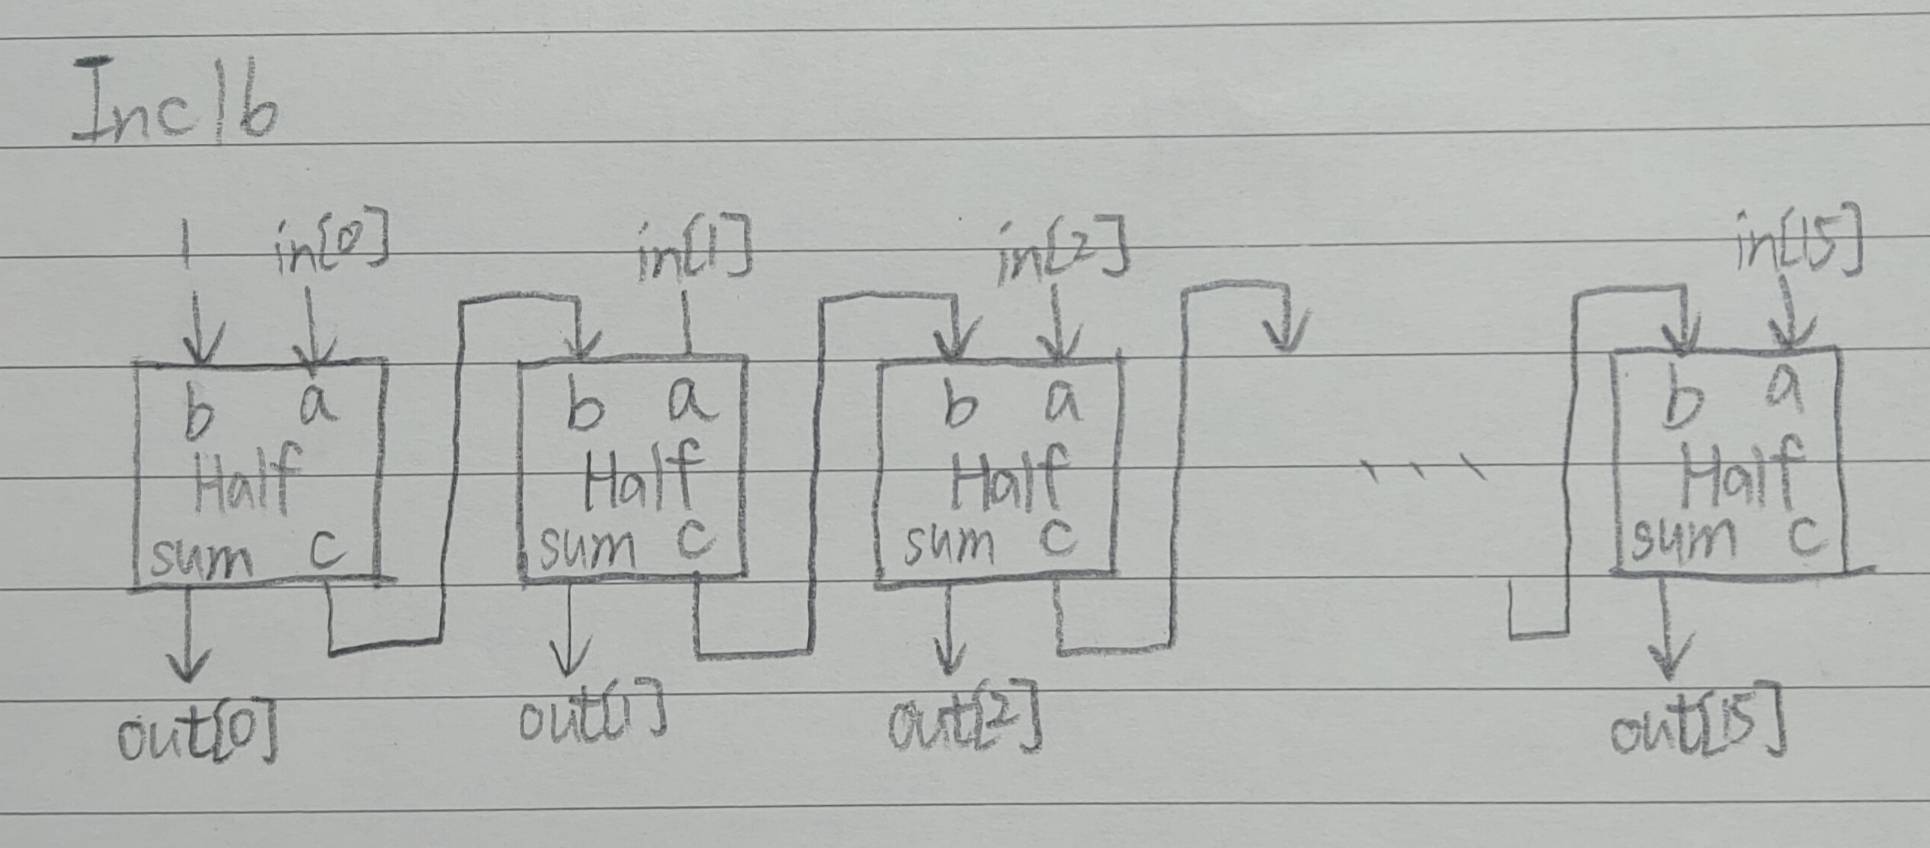 Inc16
1 in[0] in[1] in[2] in[15]
b a b a b a b a
Half Half Half ... Half
sum c sum c sum c sum c
out[0] out[1] out[2] out[15]